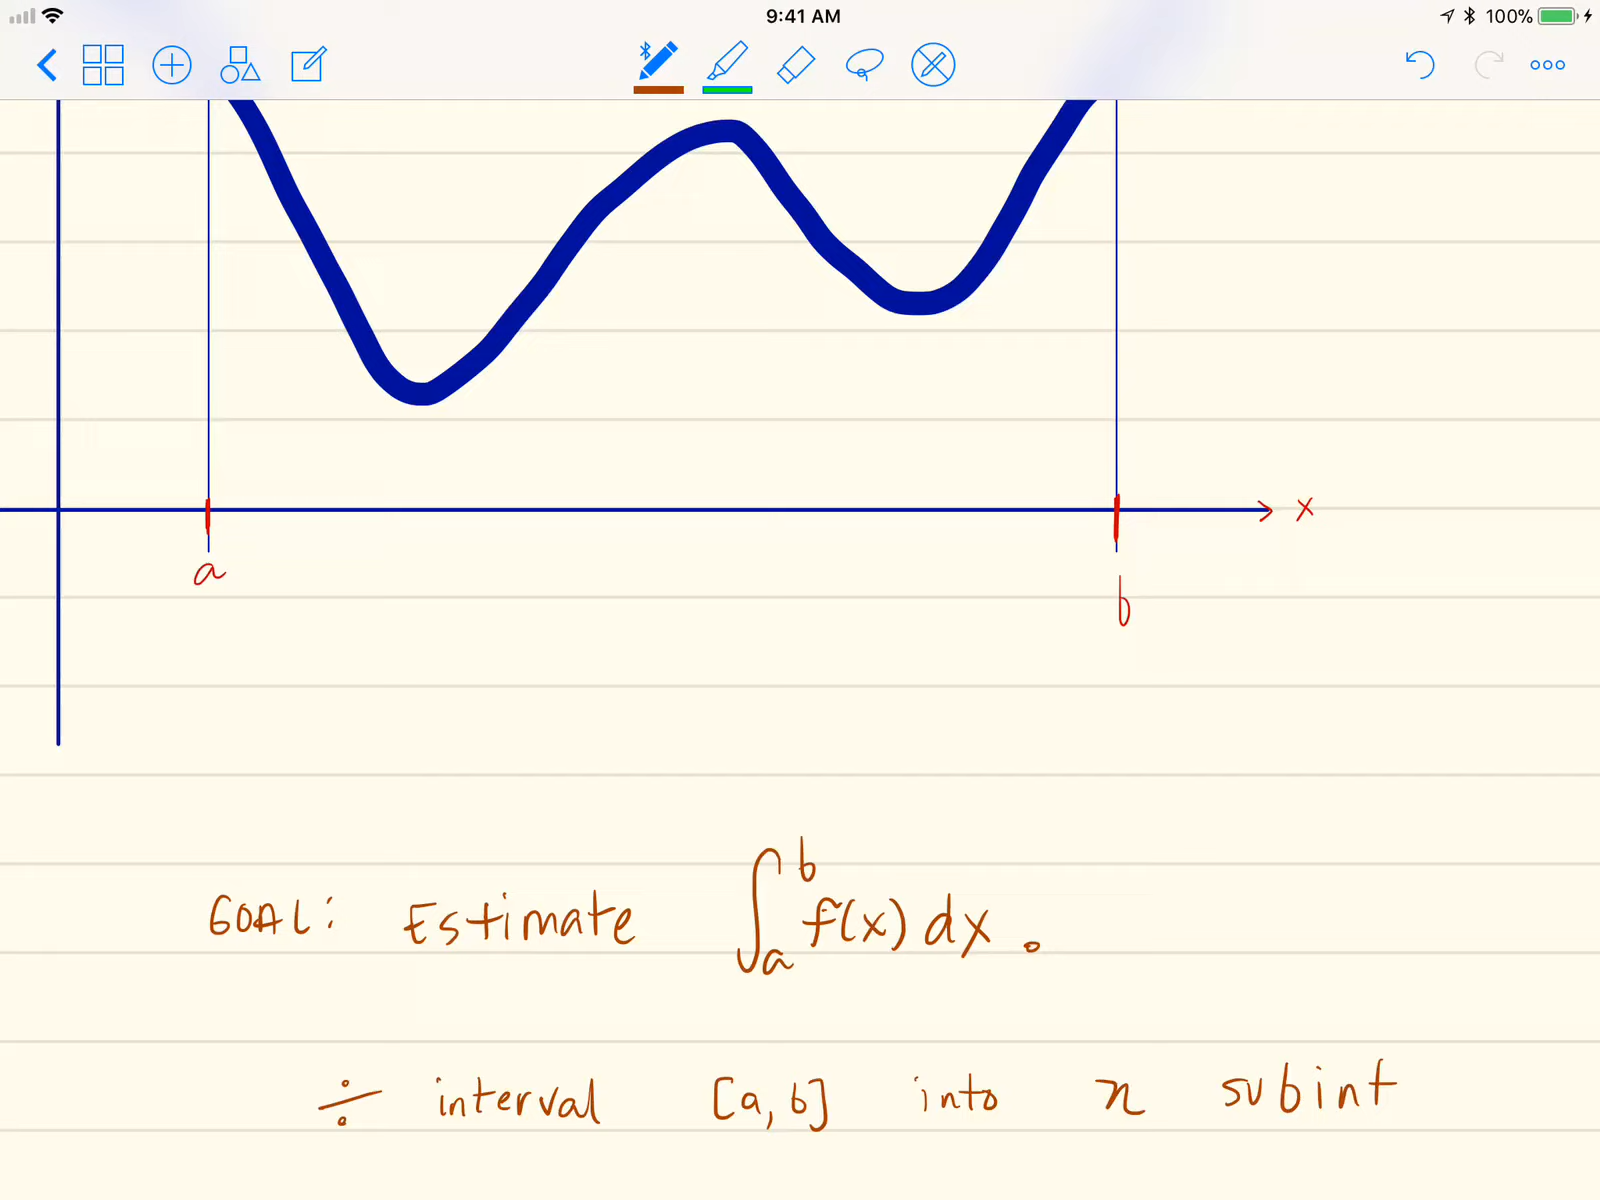 9:41 AM 100%
x
a
b
GOAL: Estimate ∫_a^b f(x) dx.
÷ interval [a, b] into n subint